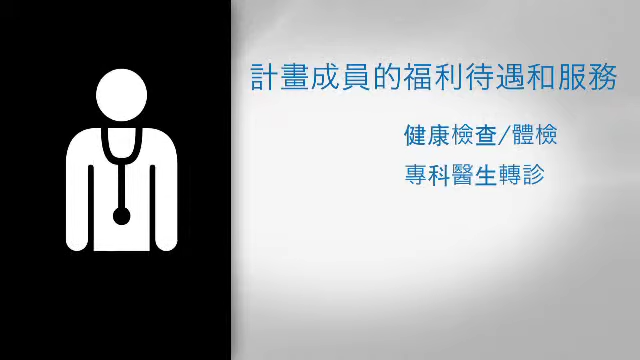 計畫成員的福利待遇和服務
健康檢查/體檢
專科醫生轉診